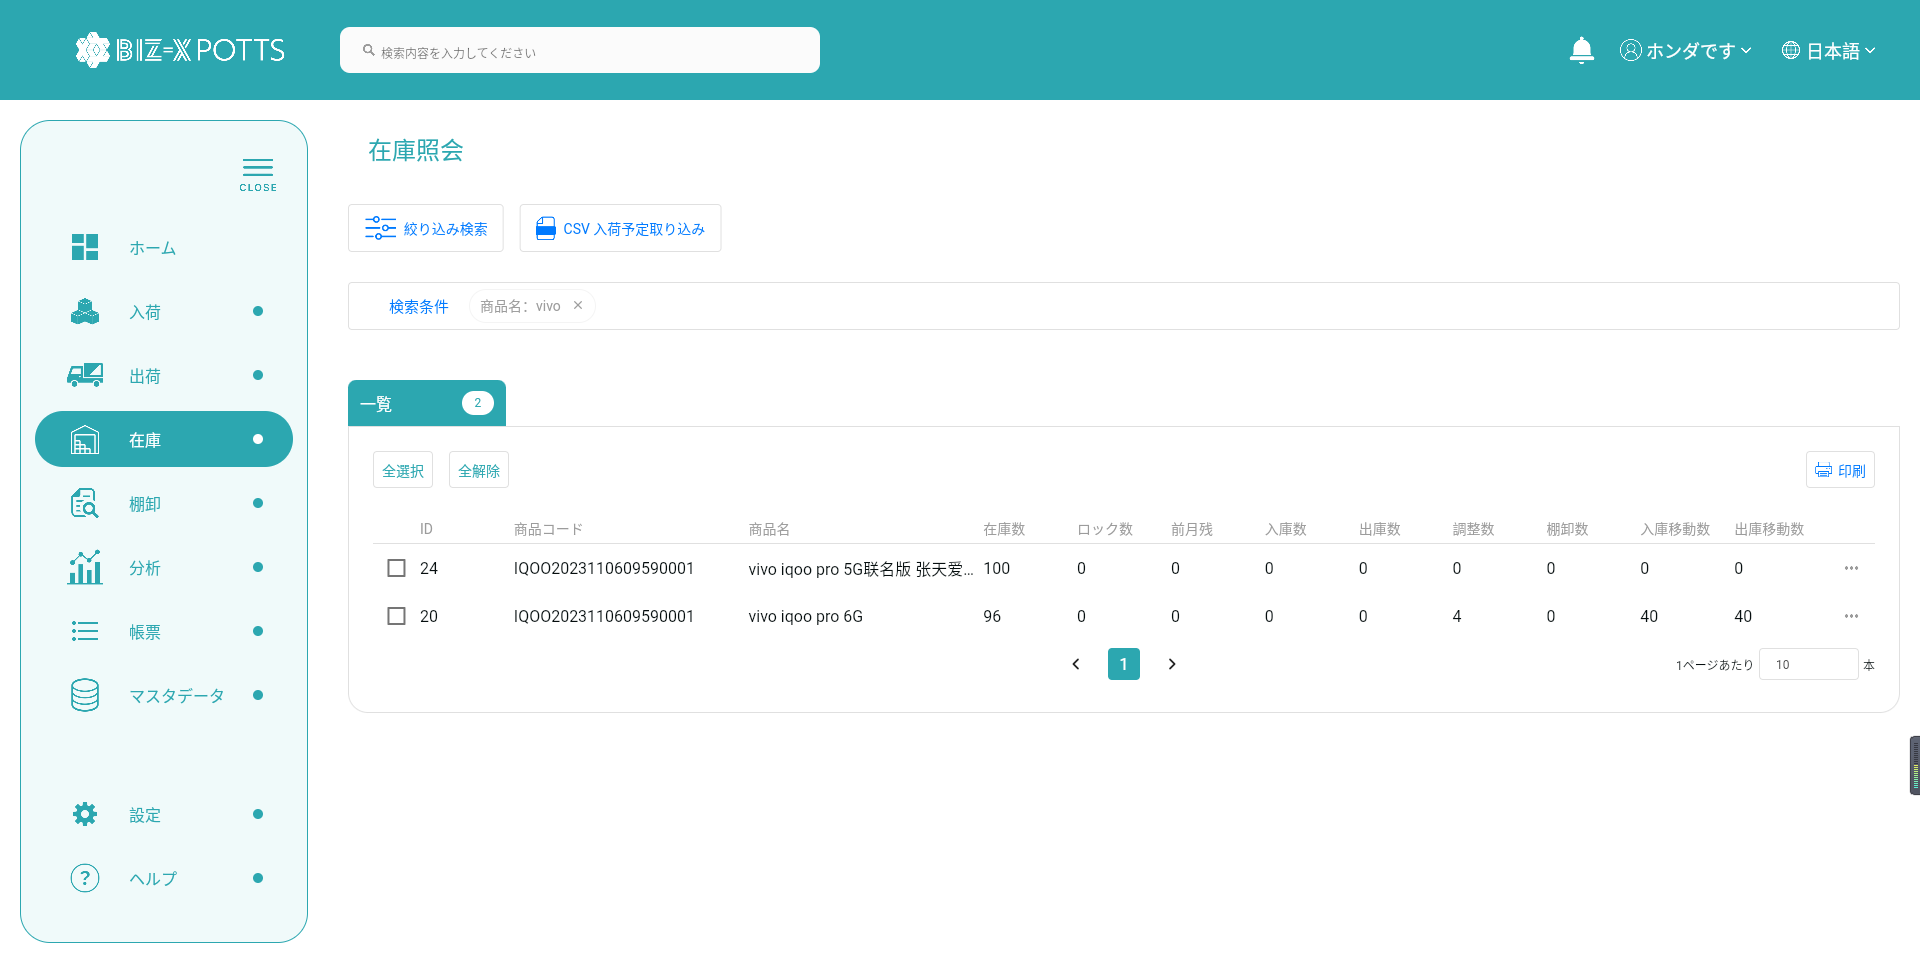 BIZ=X POTTS
検索内容を入力してください
ホンダです
日本語
CLOSE
ホーム
入荷
出荷
在庫
棚卸
分析
帳票
マスタデータ
設定
?
ヘルプ
在庫照会
絞り込み検索
CSV 入荷予定取り込み
検索条件
商品名: vivo ×
一覧 2
全選択 全解除 印刷
ID 商品コード 商品名 在庫数 ロック数 前月残 入庫数 出庫数 調整数 棚卸数 入庫移動数 出庫移動数
24 IQOO2023110609590001 vivo iqoo pro 5G联名版 张天爱... 100 0 0 0 0 0 0 0 0 ...
20 IQOO2023110609590001 vivo iqoo pro 6G 96 0 0 0 0 4 0 40 40 ...
1
1ページあたり 10 本